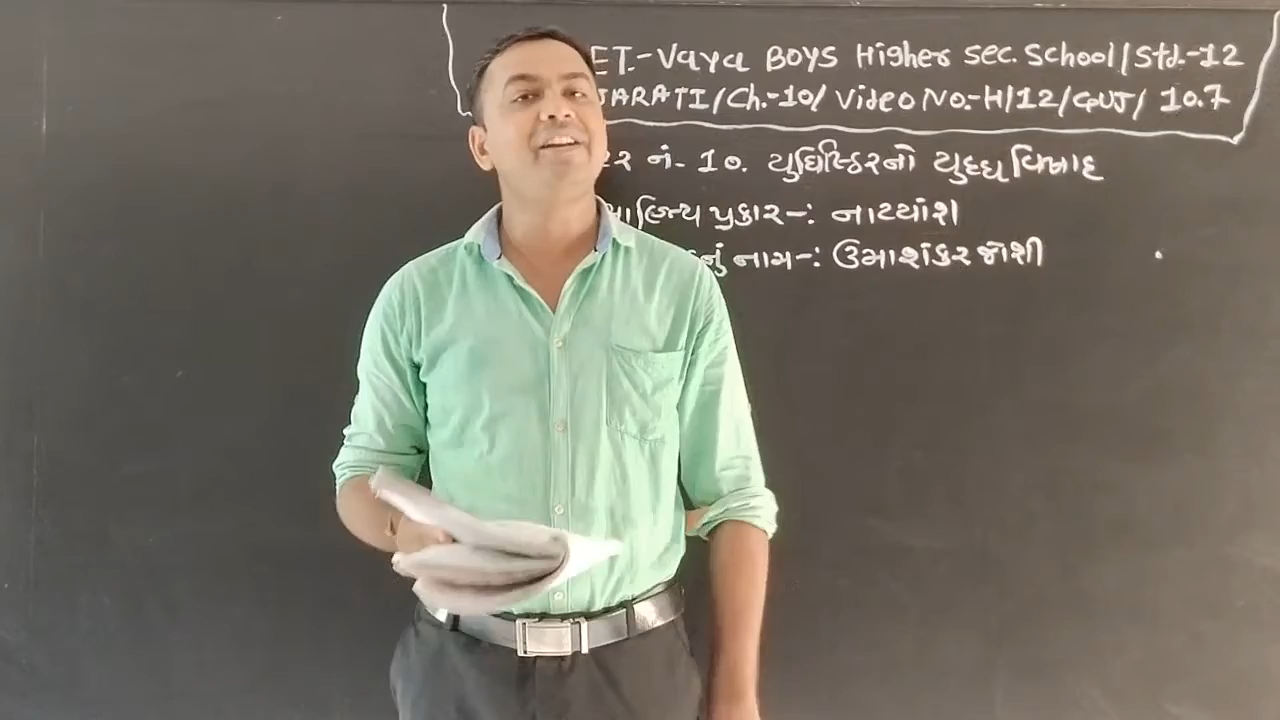 ET.-Vaya BOYS Higher Sec. School/Std.-12
JARATI/Ch.-10/ Video No.-H/12/GUJ/ 10.7
નં- 10. યુધિષ્ઠિરનો યુદ્ધવિષાદ
પ્રકાર-: નાટ્યાંશ
નામ-: ઉમાશંકર જોશી